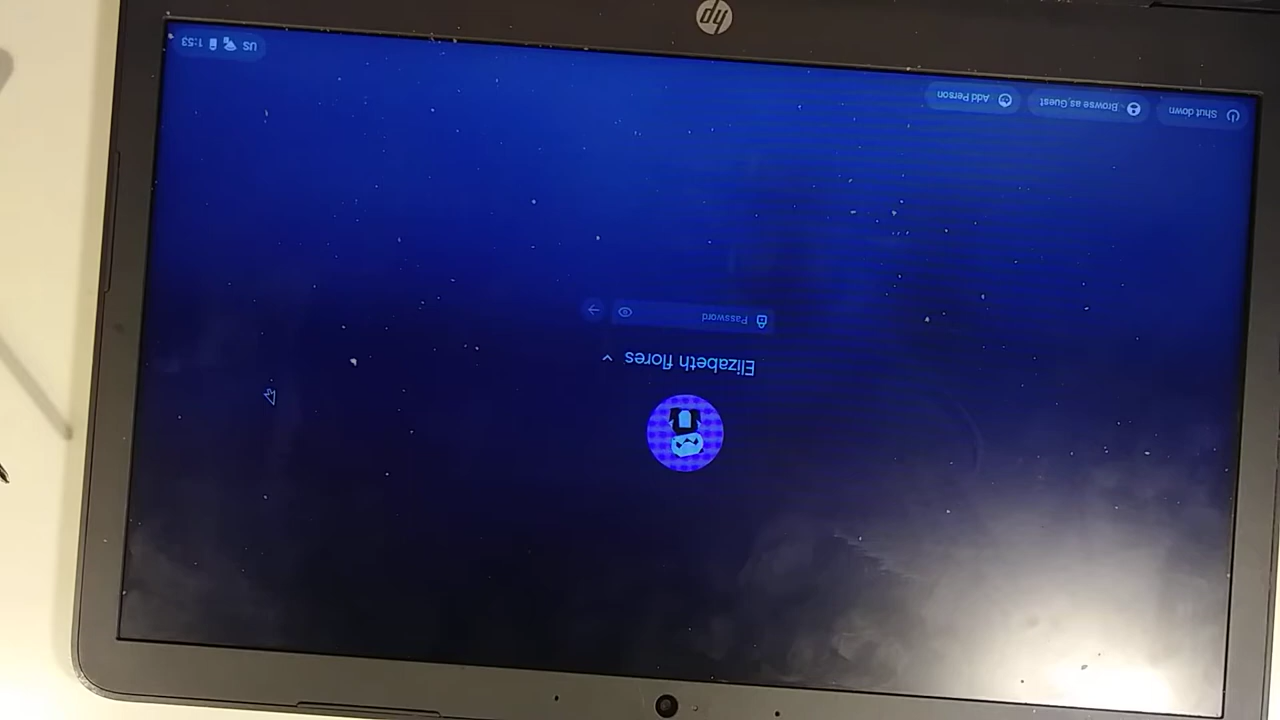 Elizabeth flores
Password
Shut down
Browse as Guest
Add Person
US
1:53
hp